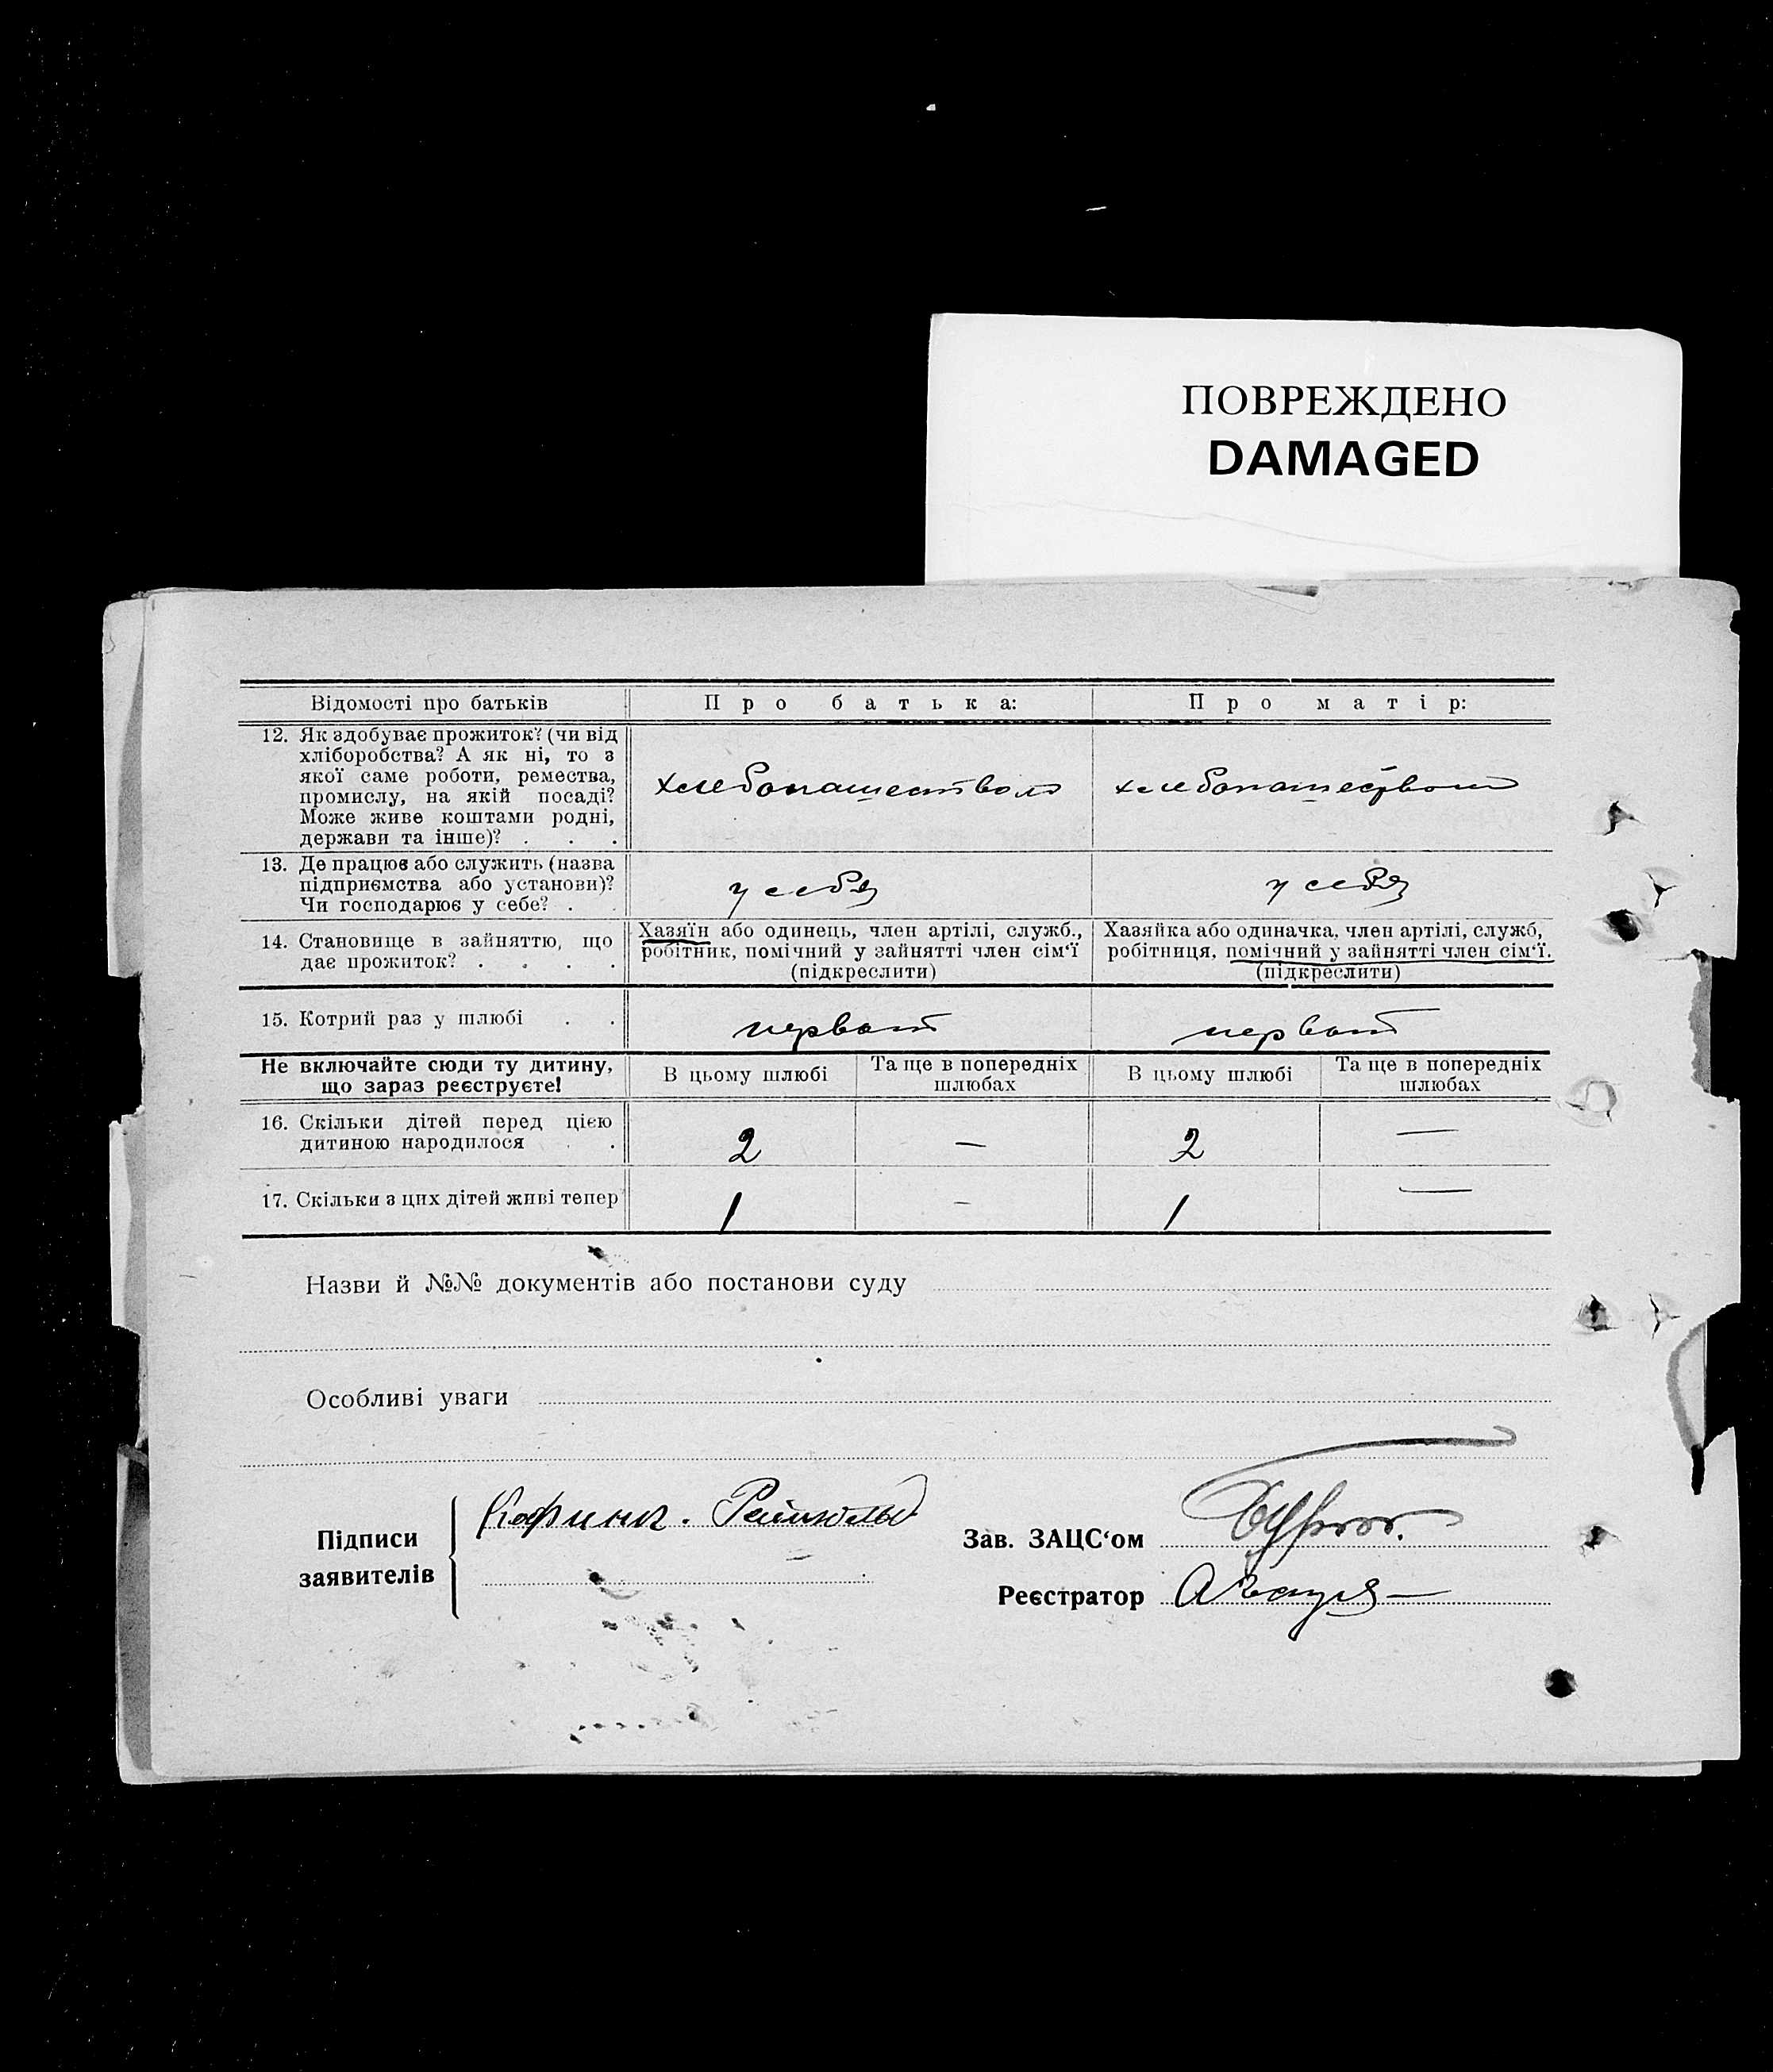 ПОВРЕЖДЕНО
DAMAGED
Відомості про батьків
Про батька:
Про матір:
12. Як здобуває прожиток? (чи від
хліборобства? А як ні, то з
якої саме роботи, ремества,
промислу, на якій посаді?
Може живе коштами родні,
держави та інше)? . . .
хлебопашеством
хлебопашеством
13. Де працює або служить (назва
підприємства або установи)?
Чи господарює у себе? .
у себя
у себя
14. Становище в зайняттю, що
дає прожиток? . . . .
Хазяїн або одинець, член артілі, служб.,
робітник, помічний у зайнятті член сім‘ї
(підкреслити)
Хазяйка або одиначка, член артілі, служб,
робітниця, помічний у зайнятті член сім‘ї.
(підкреслити)
15. Котрий раз у шлюбі . .
первый
первый
Не включайте сюди ту дитину,
що зараз реєструєте!
В цьому шлюбі
Та ще в попередніх
шлюбах
В цьому шлюбі
Та ще в попередніх
шлюбах
16. Скільки дітей перед цією
дитиною народилося . .
2
—
2
—
17. Скільки з цих дітей живі тепер
1
—
1
—
Назви й №№ документів або постанови суду
Особливі уваги
Підписи
заявителів
Зав. ЗАЦС‘ом
Реєстратор